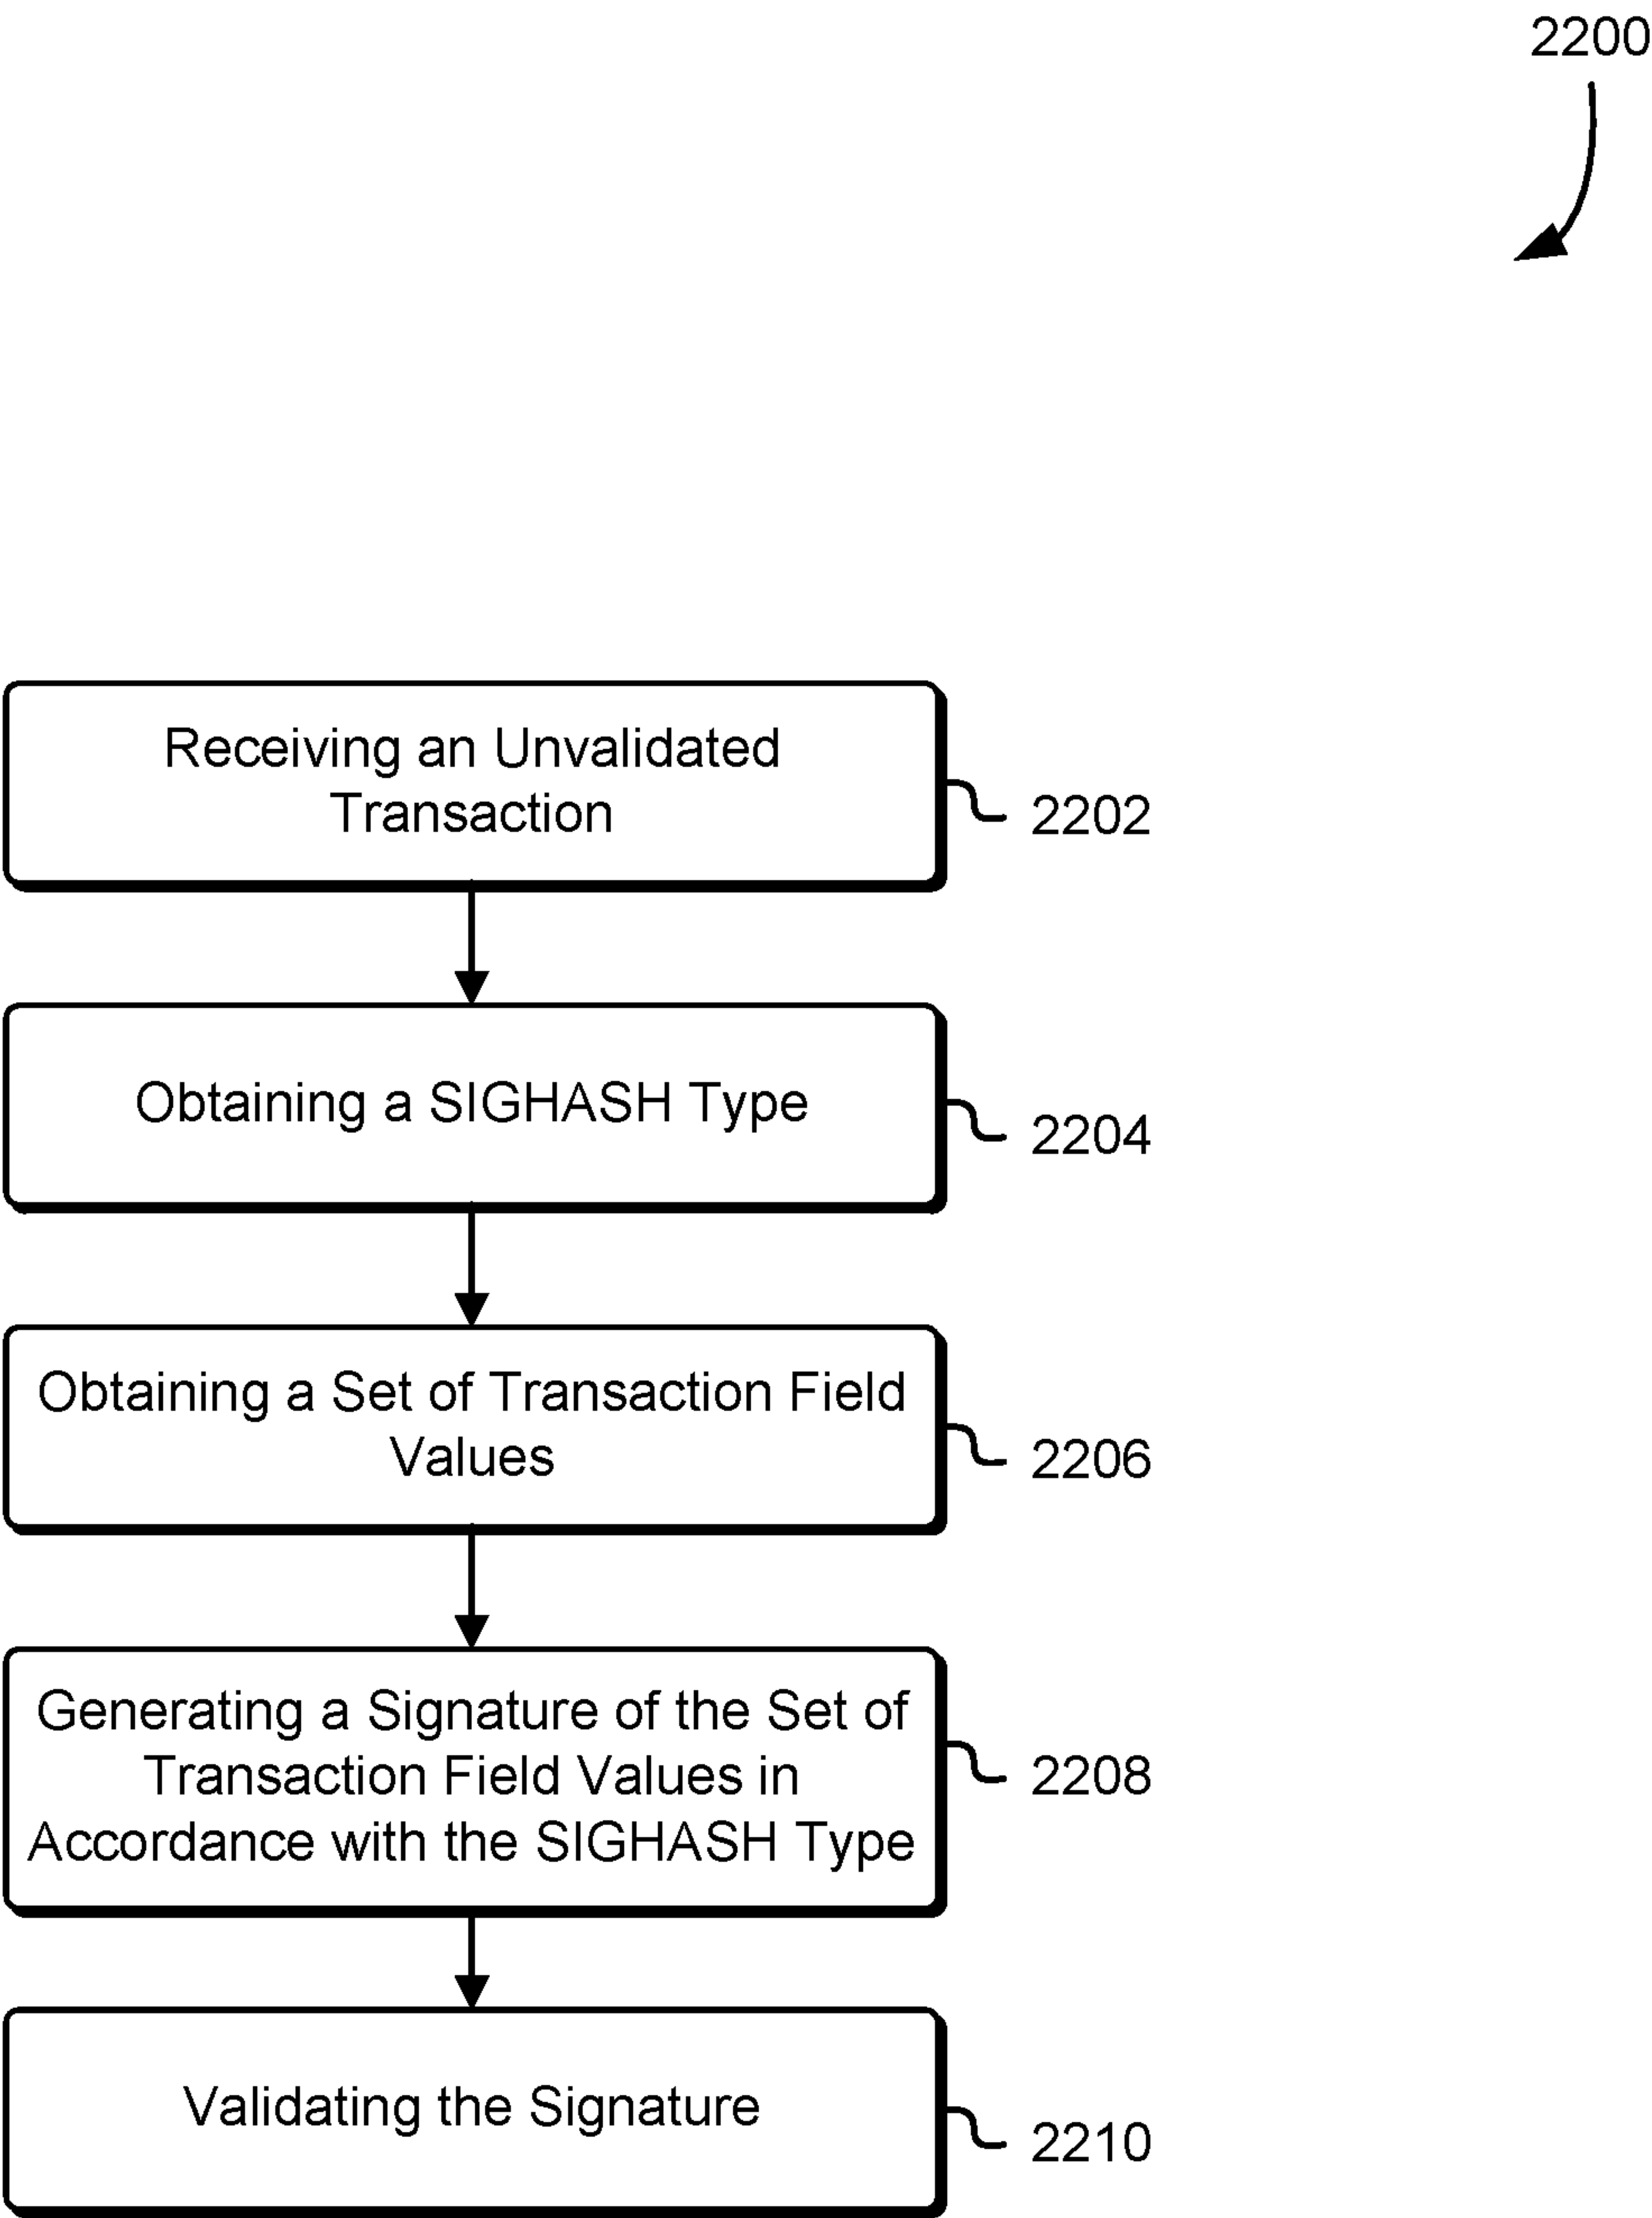 2200
Receiving an Unvalidated
Transaction
2202
Obtaining a SIGHASH Type
2204
Obtaining a Set of Transaction Field
Values
2206
Generating a Signature of the Set of
Transaction Field Values in
Accordance with the SIGHASH Type
2208
Validating the Signature
2210